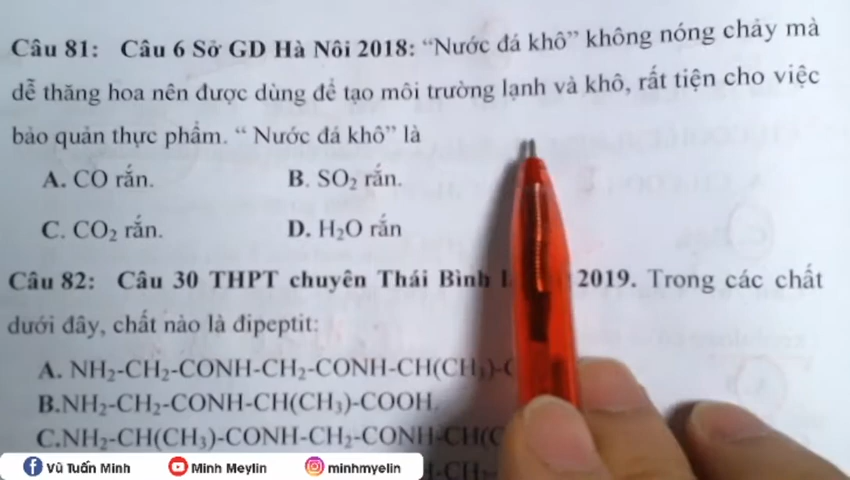 Câu 81: Câu 6 Sở GD Hà Nôi 2018: “Nước đá khô” không nóng chảy mà
dễ thăng hoa nên được dùng để tạo môi trường lạnh và khô, rất tiện cho việc
bảo quản thực phẩm. “ Nước đá khô” là
A. CO rắn. B. SO₂ rắn.
C. CO₂ rắn. D. H₂O rắn
Câu 82: Câu 30 THPT chuyên Thái Bình 2019. Trong các chất
dưới đây, chất nào là đipeptit:
A. NH₂-CH₂-CONH-CH₂-CONH-CH(CH₃)-
B.NH₂-CH₂-CONH-CH(CH₃)-COOH.
C.NH₂-CH(CH₃)-CONH-CH₂-CONH-CH(
Vũ Tuấn Minh Minh Meylin minhmyelin